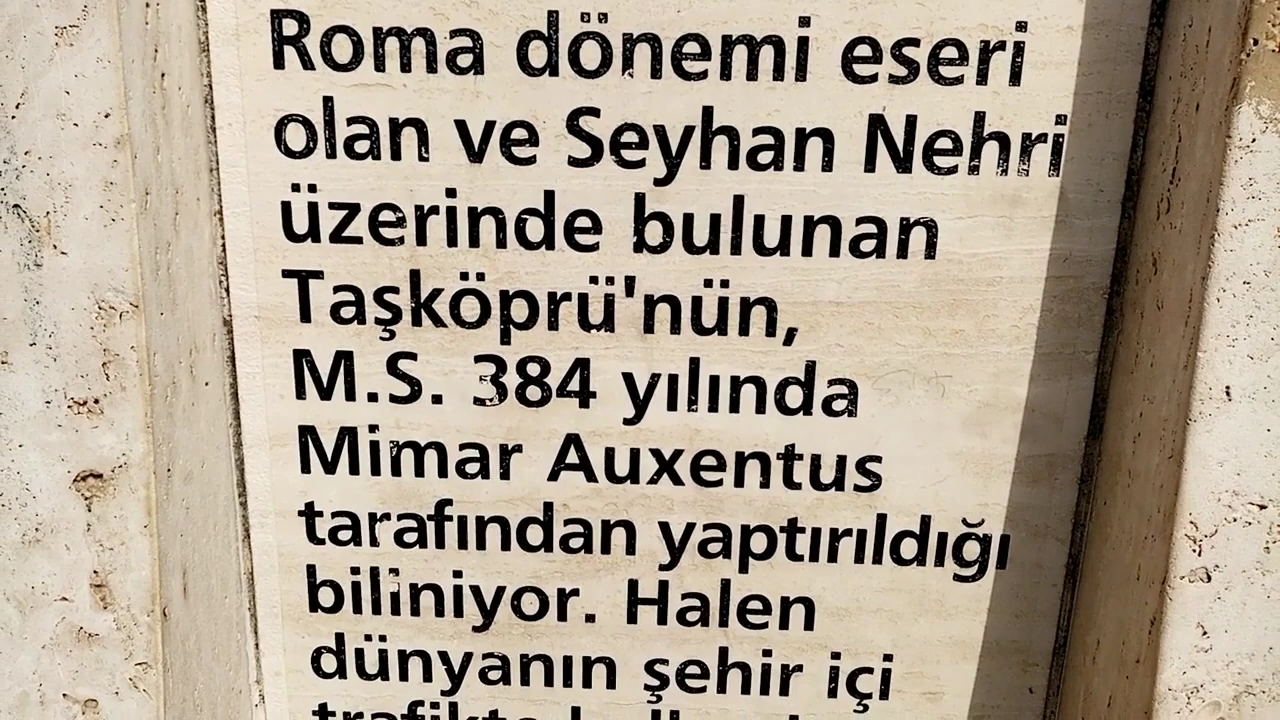 Roma dönemi eseri
olan ve Seyhan Nehri
üzerinde bulunan
Taşköprü'nün,
M.S. 384 yılında
Mimar Auxentus
tarafından yaptırıldığı
biliniyor. Halen
dünyanın şehir içi